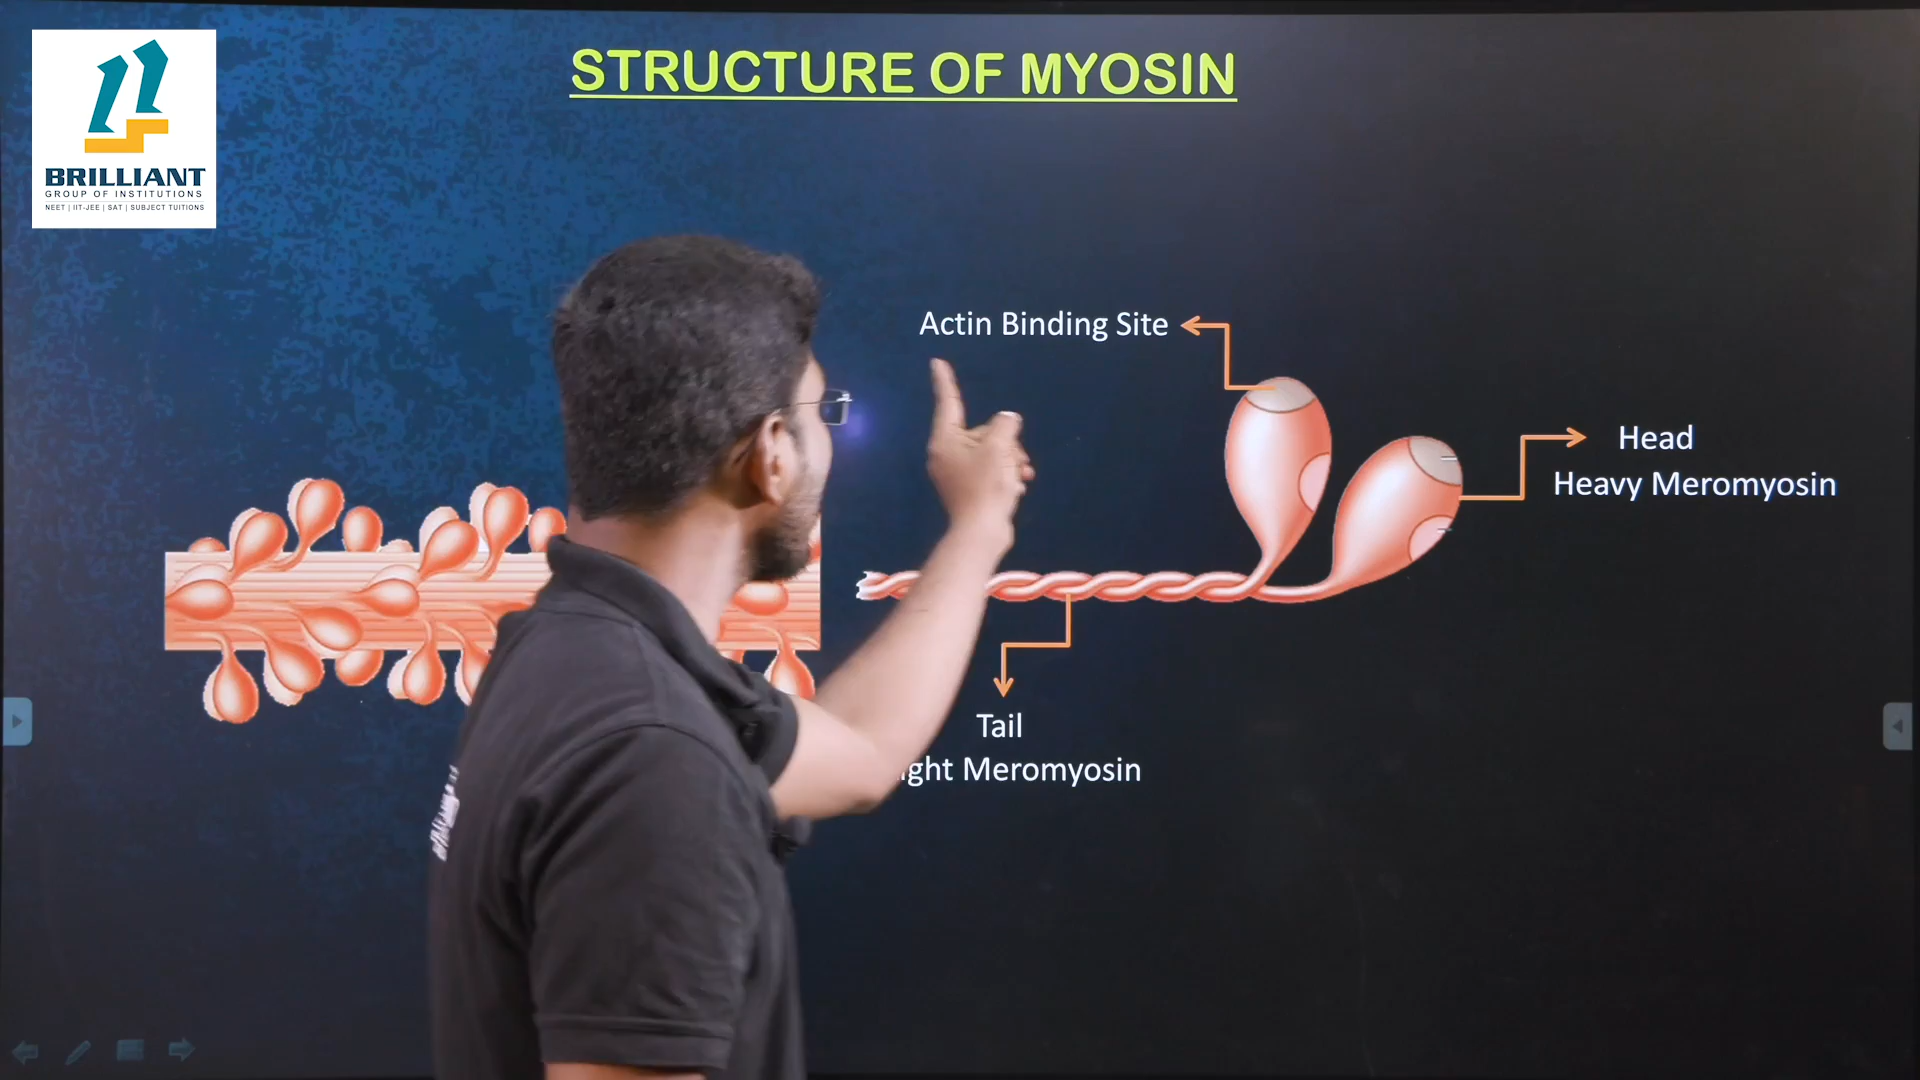 STRUCTURE OF MYOSIN
BRILLIANT
GROUP OF INSTITUTIONS
NEET | IIT-JEE | SAT | SUBJECT TUITIONS
Actin Binding Site
Head
Heavy Meromyosin
Tail
Meromyosin